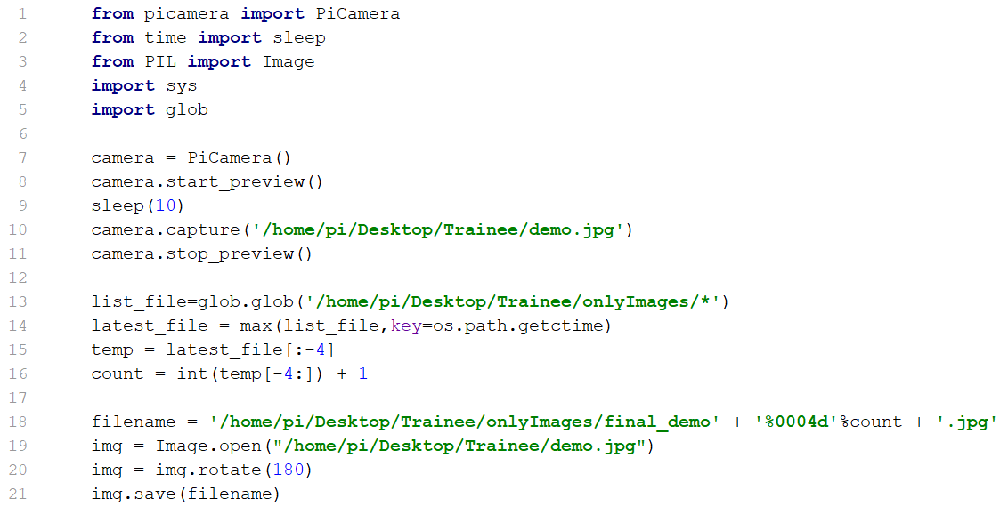 1 from picamera import PiCamera
2 from time import sleep
3 from PIL import Image
4 import sys
5 import glob
6
7 camera = PiCamera()
8 camera.start_preview()
9 sleep(10)
10 camera.capture('/home/pi/Desktop/Trainee/demo.jpg')
11 camera.stop_preview()
12
13 list_file=glob.glob('/home/pi/Desktop/Trainee/onlyImages/*')
14 latest_file = max(list_file,key=os.path.getctime)
15 temp = latest_file[:-4]
16 count = int(temp[-4:]) + 1
17
18 filename = '/home/pi/Desktop/Trainee/onlyImages/final_demo' + '%0004d'%count + '.jpg'
19 img = Image.open("/home/pi/Desktop/Trainee/demo.jpg")
20 img = img.rotate(180)
21 img.save(filename)